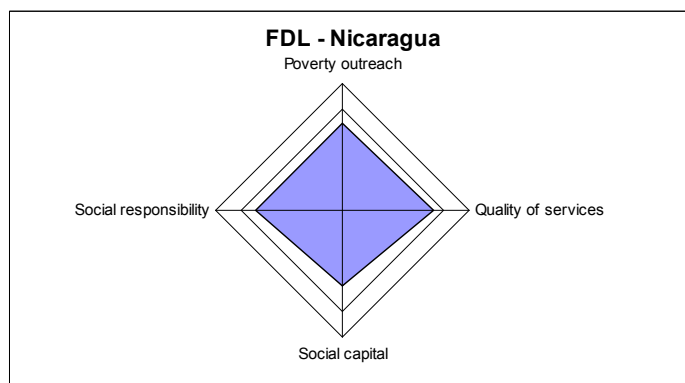 FDL - Nicaragua
Poverty outreach
Social responsibility
Quality of services
Social capital